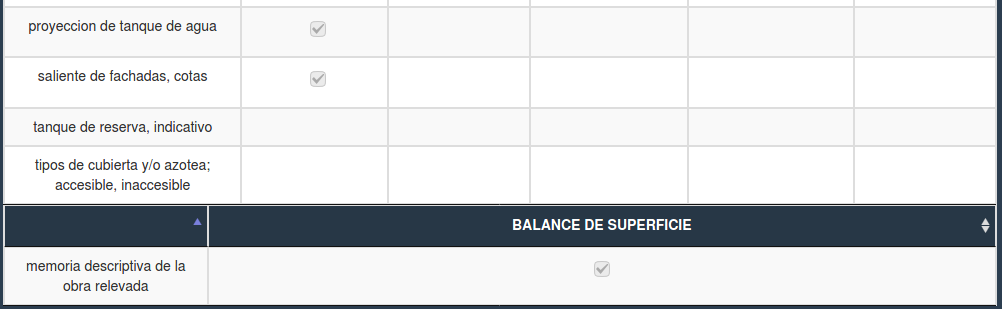 proyeccion de tanque de agua
saliente de fachadas, cotas
tanque de reserva, indicativo
tipos de cubierta y/o azotea;
accesible, inaccesible
BALANCE DE SUPERFICIE
memoria descriptiva de la
obra relevada